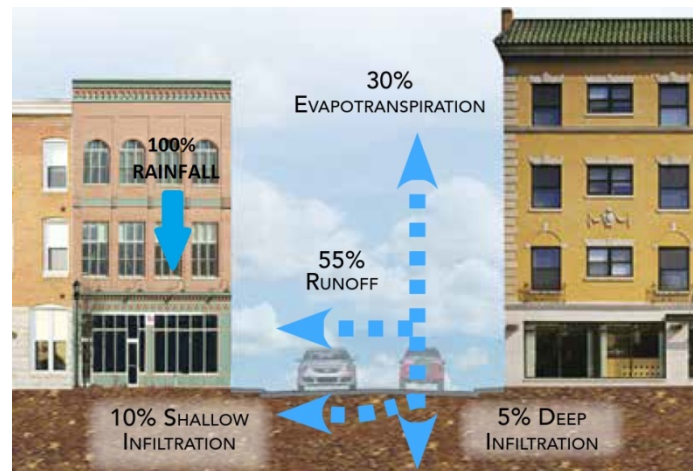 30%
EVAPOTRANSPIRATION
100%
RAINFALL
55%
RUNOFF
10% SHALLOW
INFILTRATION
5% DEEP
INFILTRATION